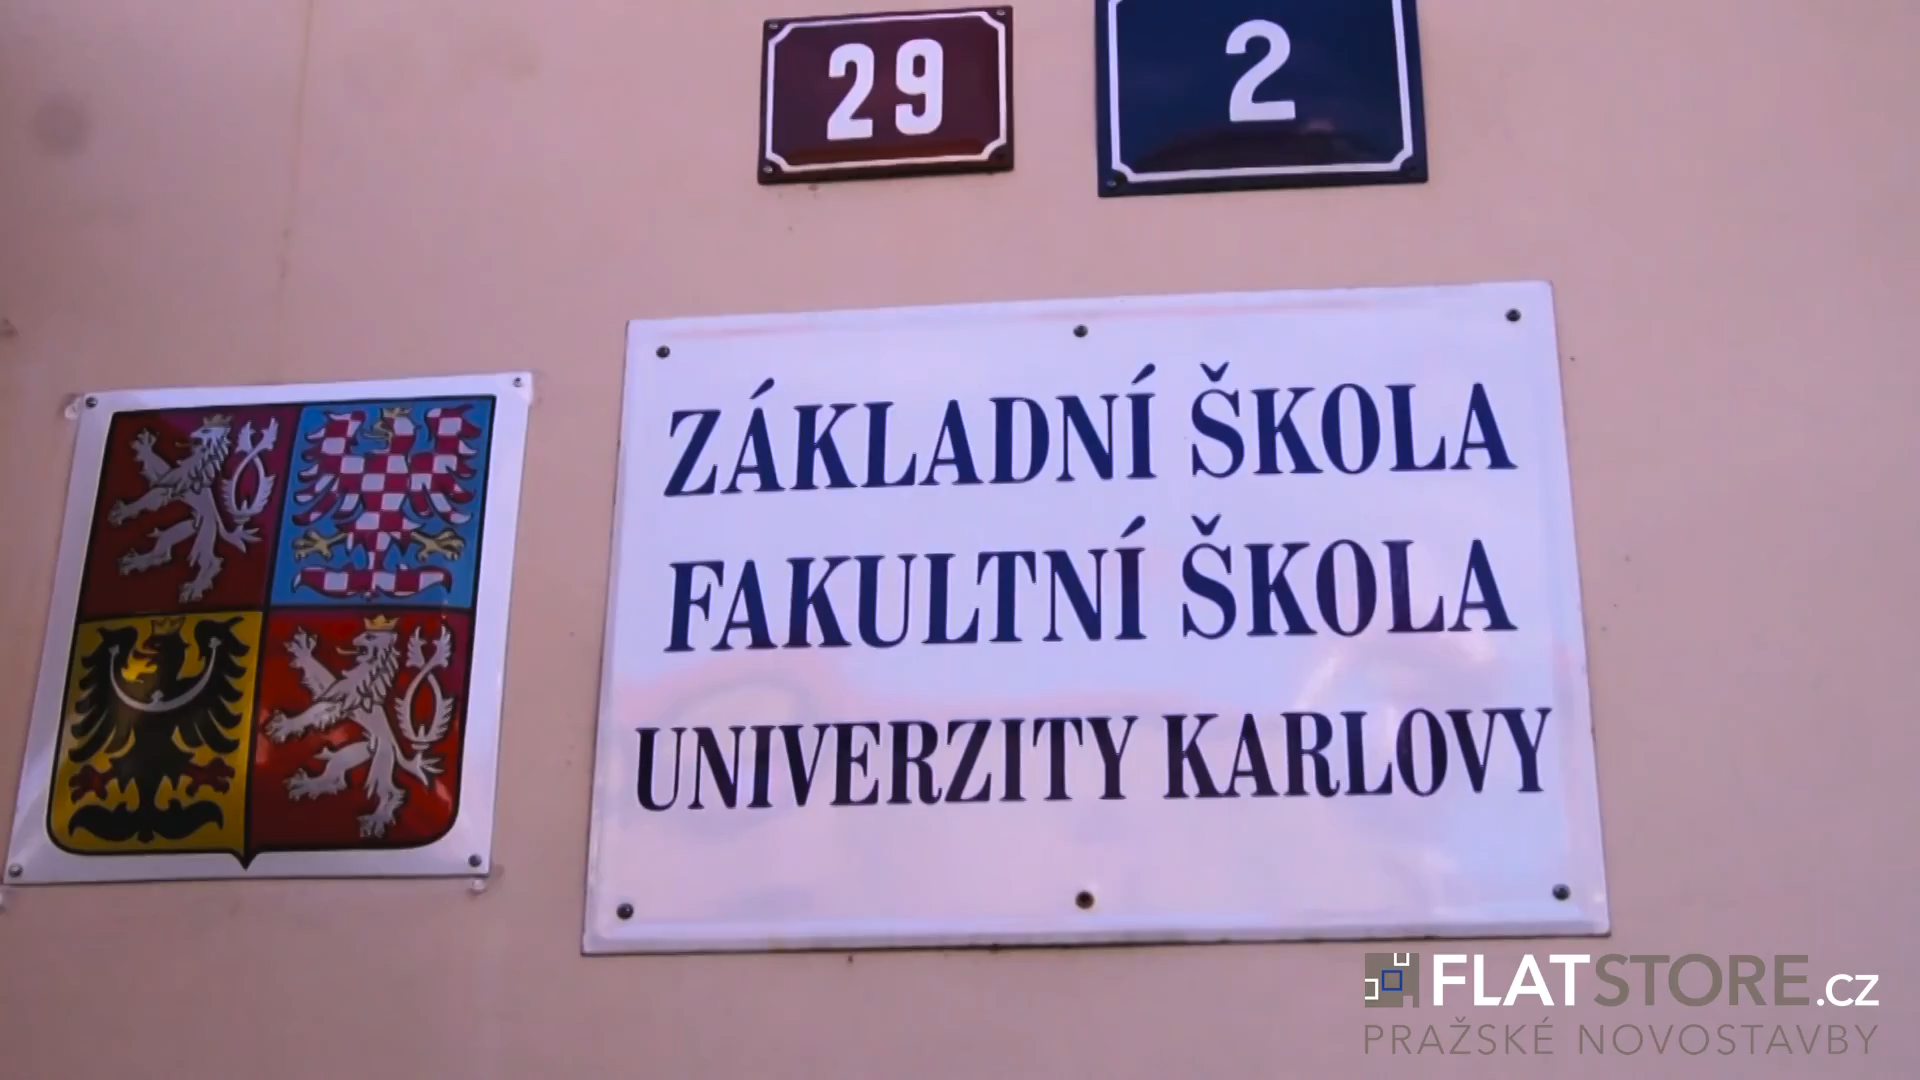 29
2
ZÁKLADNÍ ŠKOLA
FAKULTNÍ ŠKOLA
UNIVERZITY KARLOVY
FLATSTORE.cz
PRAŽSKÉ NOVOSTAVBY